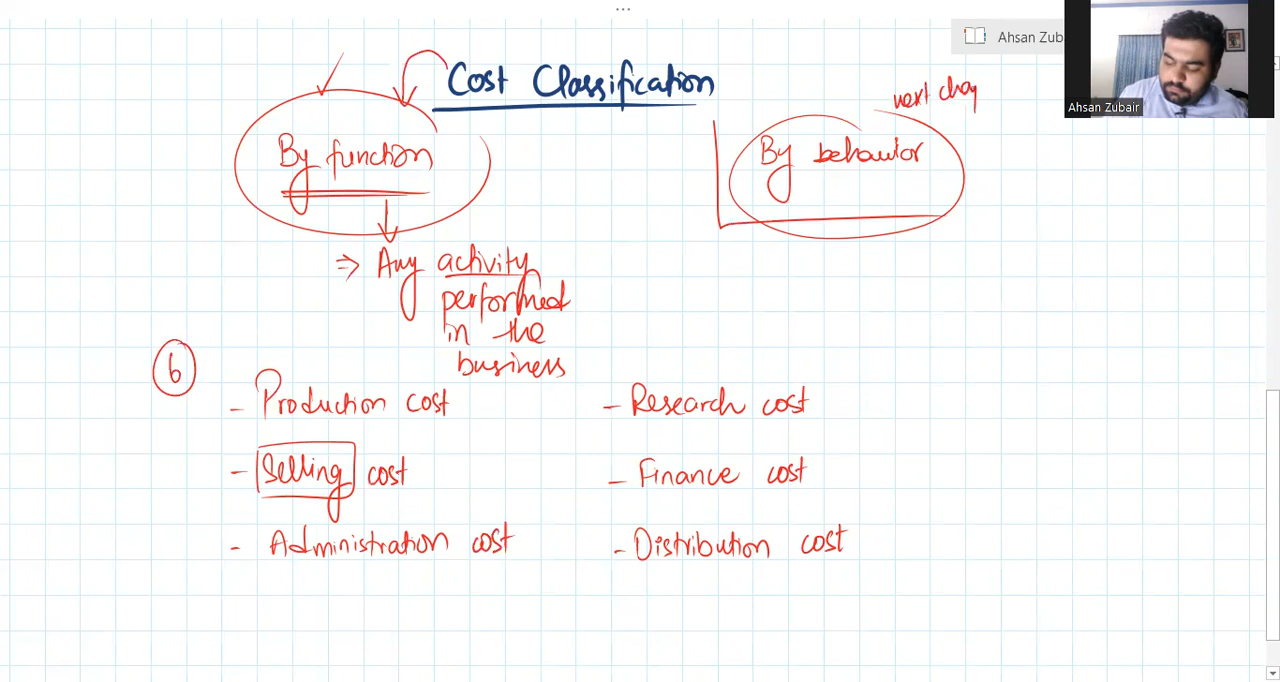 Ahsan Zub
Ahsan Zubair
Cost Classification
next chap
By function
By behavior
⇒ Any activity
performed
in the
business
6
- Production cost
- Research cost
- Selling cost
- Finance cost
- Administration cost
- Distribution cost